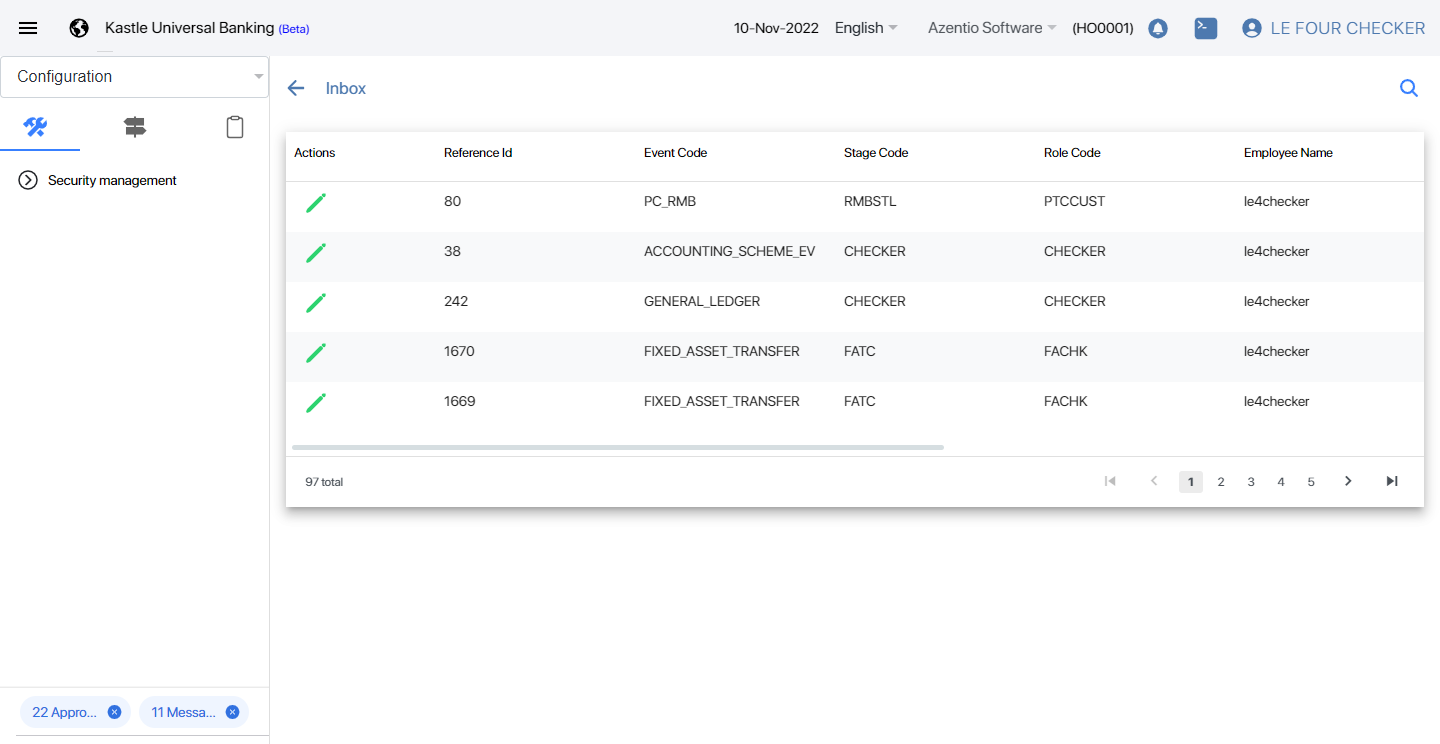 Kastle Universal Banking (Beta) 10-Nov-2022 English Azentio Software (HO0001) LE FOUR CHECKER
Configuration
Inbox
Security management
Actions Reference Id Event Code Stage Code Role Code Employee Name
80 PC_RMB RMBSTL PTCCUST le4checker
38 ACCOUNTING_SCHEME_EV CHECKER CHECKER le4checker
242 GENERAL_LEDGER CHECKER CHECKER le4checker
1670 FIXED_ASSET_TRANSFER FATC FACHK le4checker
1669 FIXED_ASSET_TRANSFER FATC FACHK le4checker
97 total 1 2 3 4 5
22 Appro... 11 Messa...